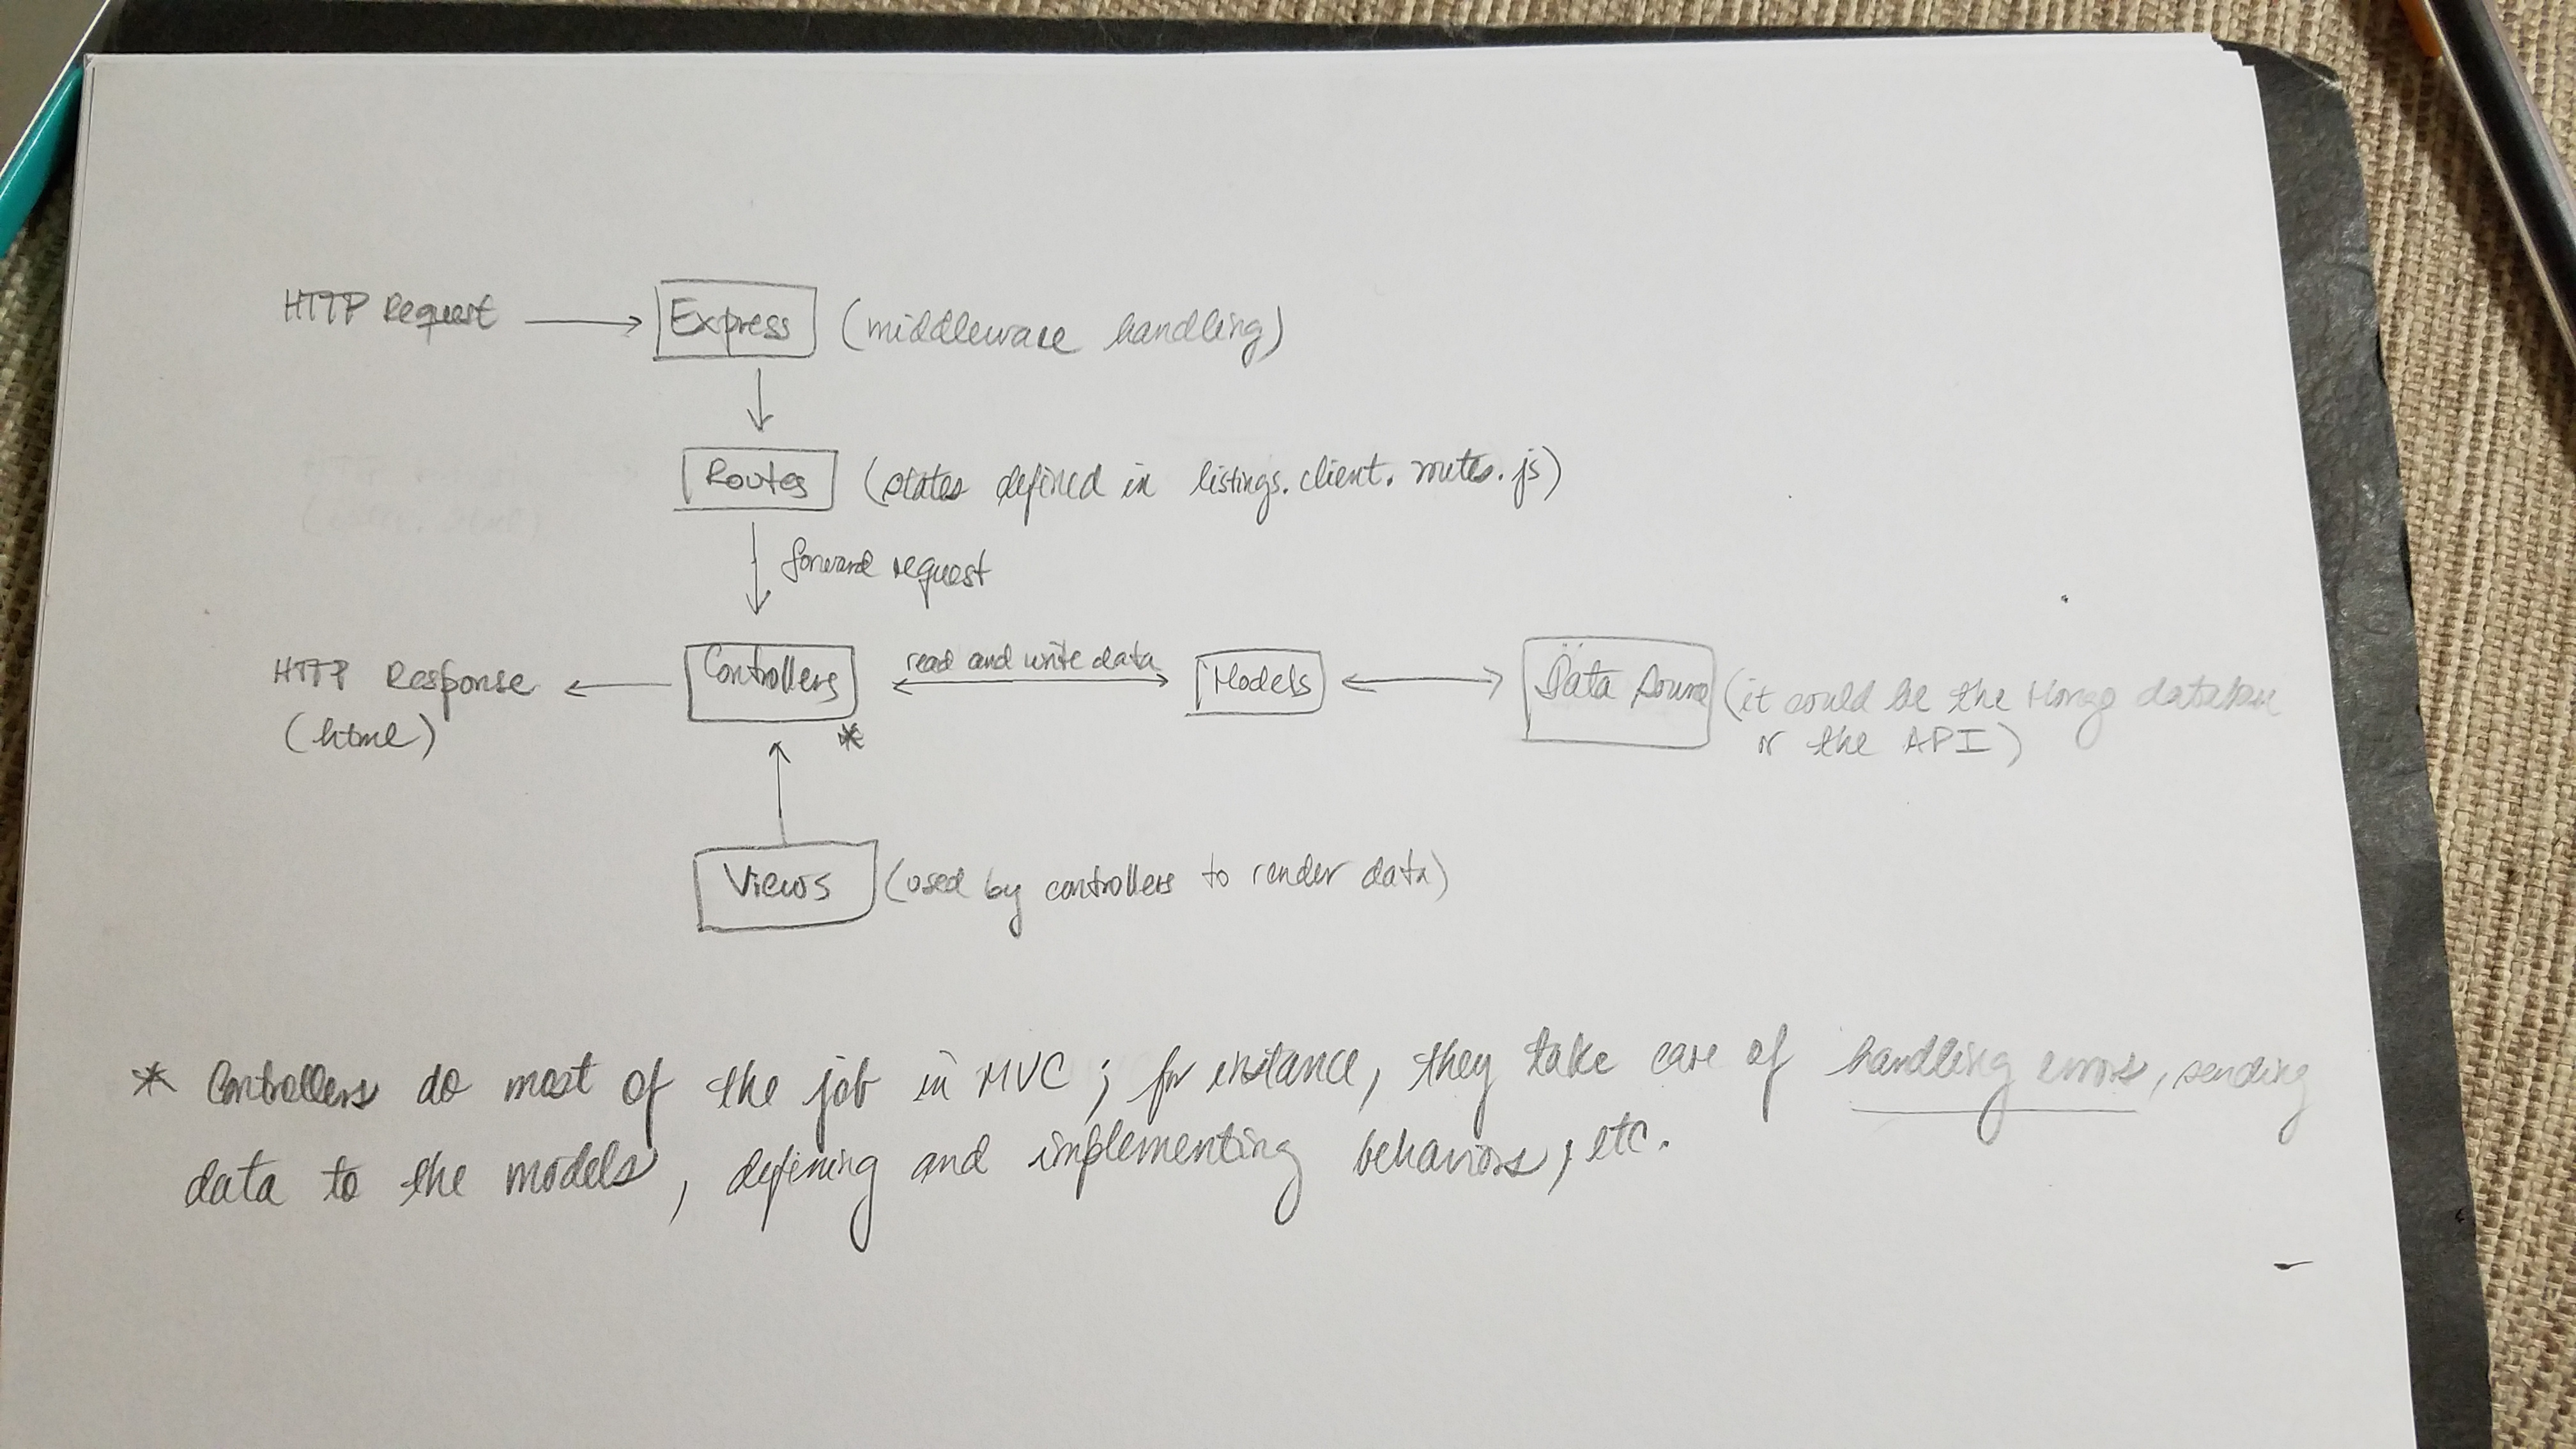 HTTP Request
Express (middleware handling)
Routes (states defined in listings.client.routes.js)
forward request
HTTP Response
(html)
Controllers
*
read and write data
Models
Data Source (it could be the Mongo database
or the API)
Views (used by controllers to render data)
* Controllers do most of the job in MVC; for instance, they take care of handling errors, sending
data to the models, defining and implementing behaviors, etc.